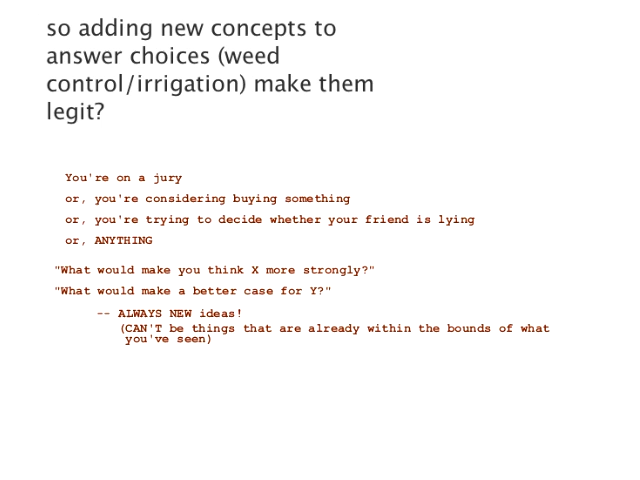 so adding new concepts to
answer choices (weed
control/irrigation) make them
legit?
You're on a jury
or, you're considering buying something
or, you're trying to decide whether your friend is lying
or, ANYTHING
"What would make you think X more strongly?"
"What would make a better case for Y?"
-- ALWAYS NEW ideas!
(CAN'T be things that are already within the bounds of what
you've seen)